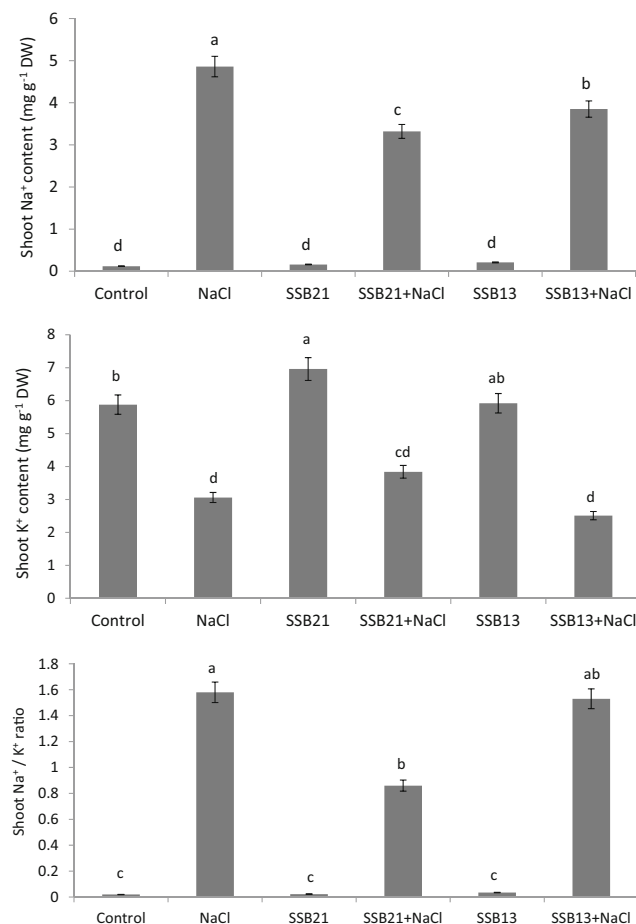 6
5
4
3
2
1
0
Shoot Na⁺ content (mg g⁻¹ DW)
a
b
c
d d d
Control NaCl SSB21 SSB21+NaCl SSB13 SSB13+NaCl
8
7
6
5
4
3
2
1
0
Shoot K⁺ content (mg g⁻¹ DW)
a
b ab
d cd d
Control NaCl SSB21 SSB21+NaCl SSB13 SSB13+NaCl
1.8
1.6
1.4
1.2
1
0.8
0.6
0.4
0.2
0
Shoot Na⁺ / K⁺ ratio
a ab
b
c c c
Control NaCl SSB21 SSB21+NaCl SSB13 SSB13+NaCl